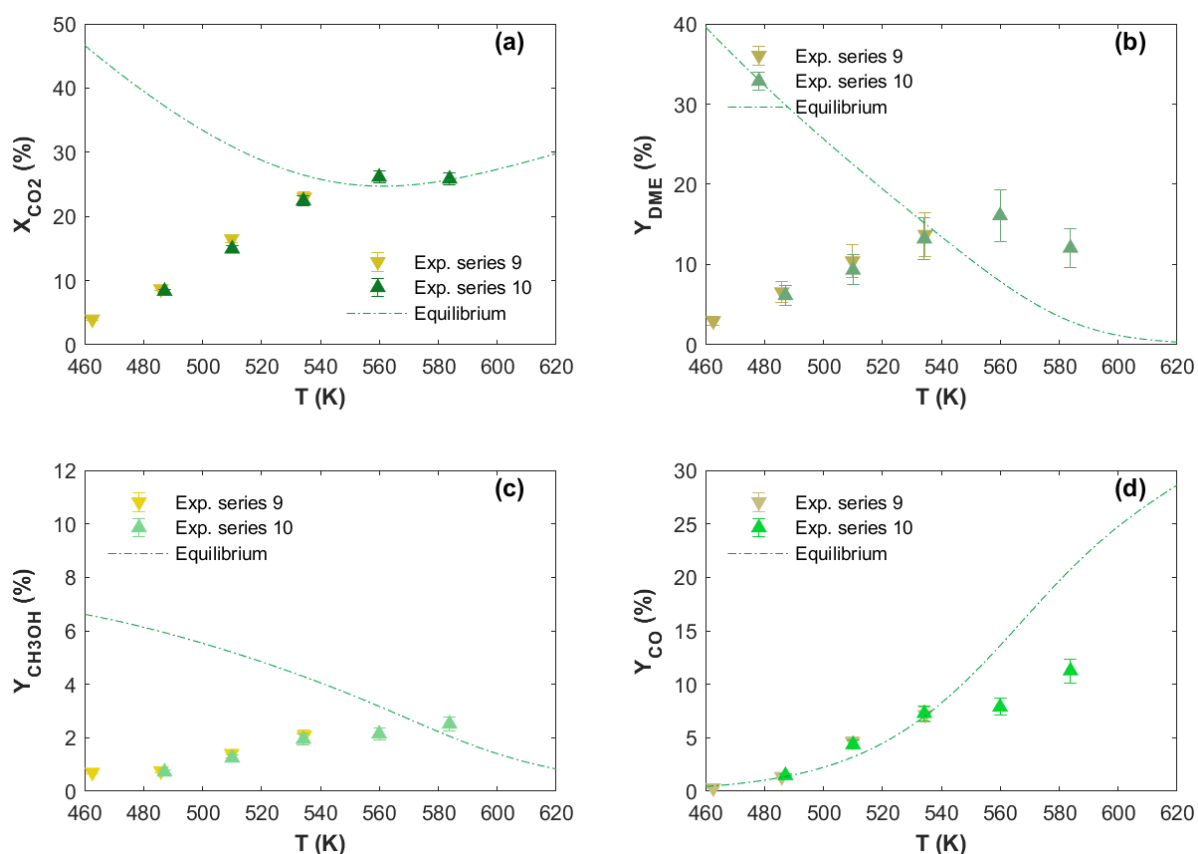 50
40
30
20
10
0
X_CO2 (%)
(a)
Exp. series 9
Exp. series 10
Equilibrium
460 480 500 520 540 560 580 600 620
T (K)
40
30
20
10
0
Y_DME (%)
(b)
Exp. series 9
Exp. series 10
Equilibrium
460 480 500 520 540 560 580 600 620
T (K)
12
10
8
6
4
2
0
Y_CH3OH (%)
(c)
Exp. series 9
Exp. series 10
Equilibrium
460 480 500 520 540 560 580 600 620
T (K)
30
25
20
15
10
5
0
Y_CO (%)
(d)
Exp. series 9
Exp. series 10
Equilibrium
460 480 500 520 540 560 580 600 620
T (K)